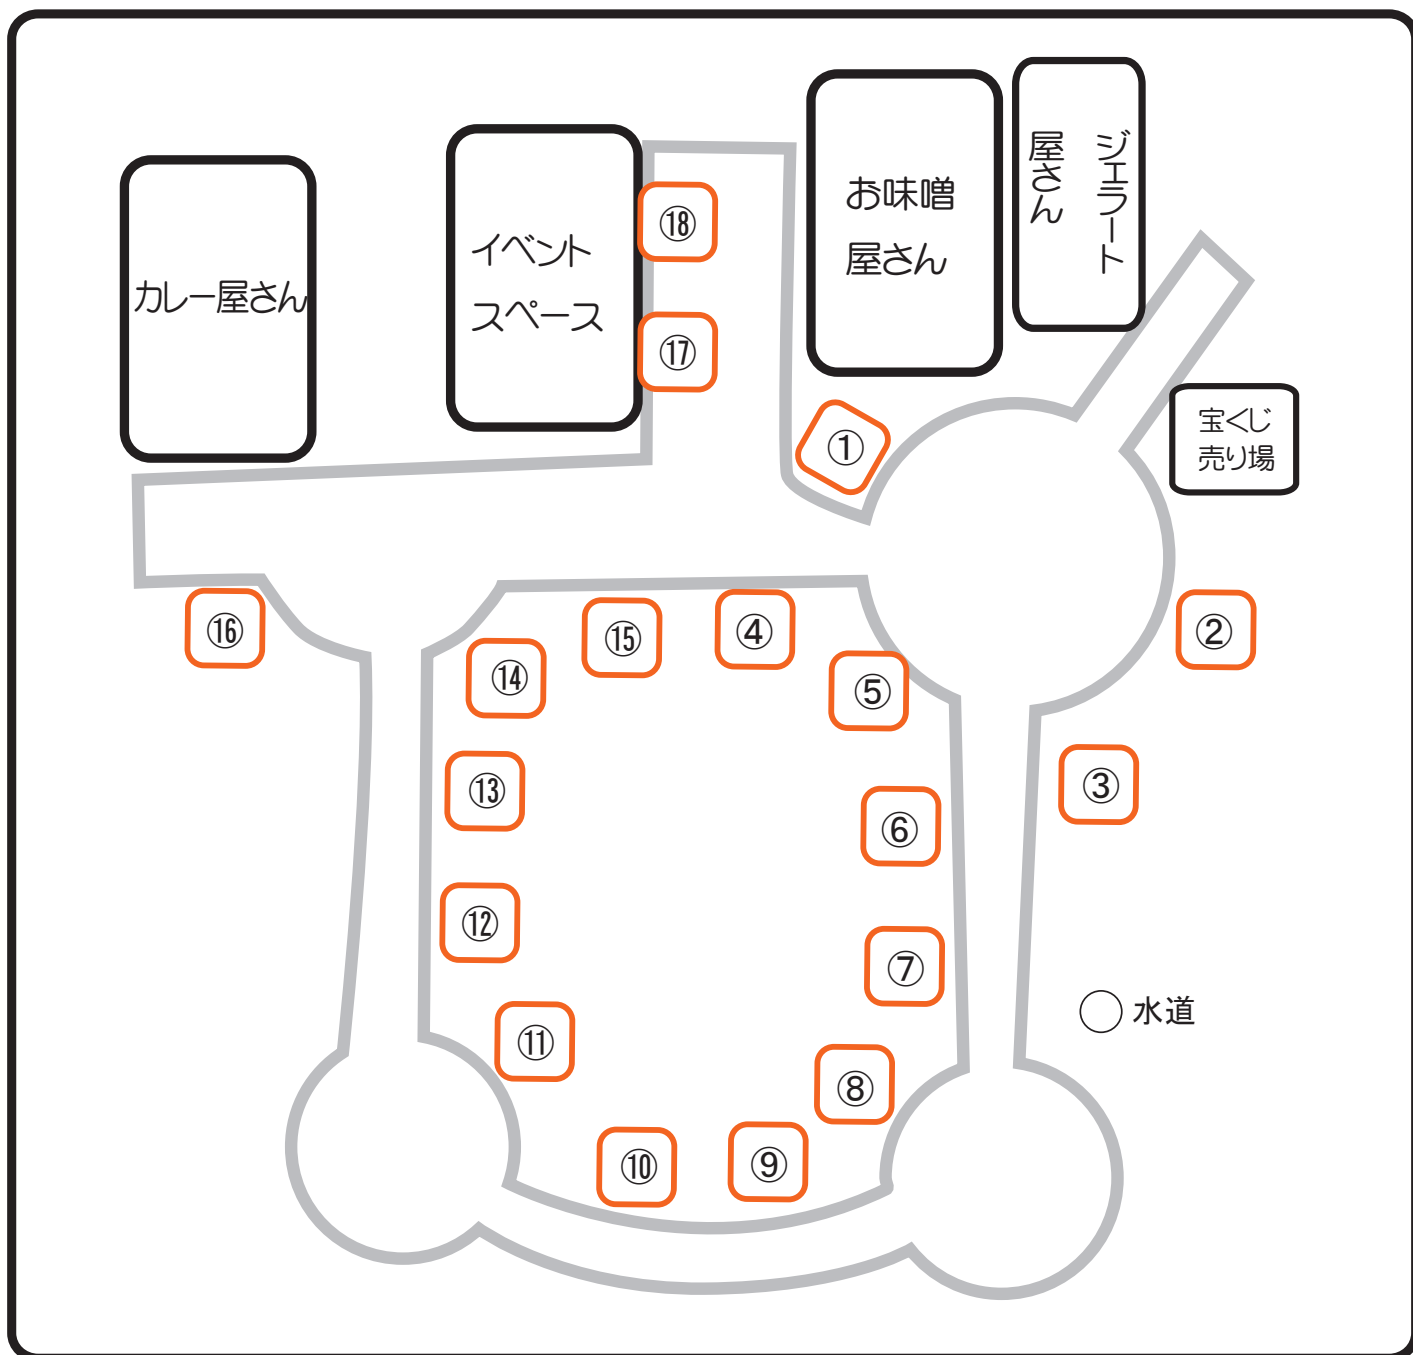 カレー屋さん
イベント
スペース
⑱
⑰
お味噌
屋さん
ジェラート
屋さん
宝くじ
売り場
①
②
③
④
⑤
⑥
⑦
⑧
⑨
⑩
⑪
⑫
⑬
⑭
⑮
⑯
水道